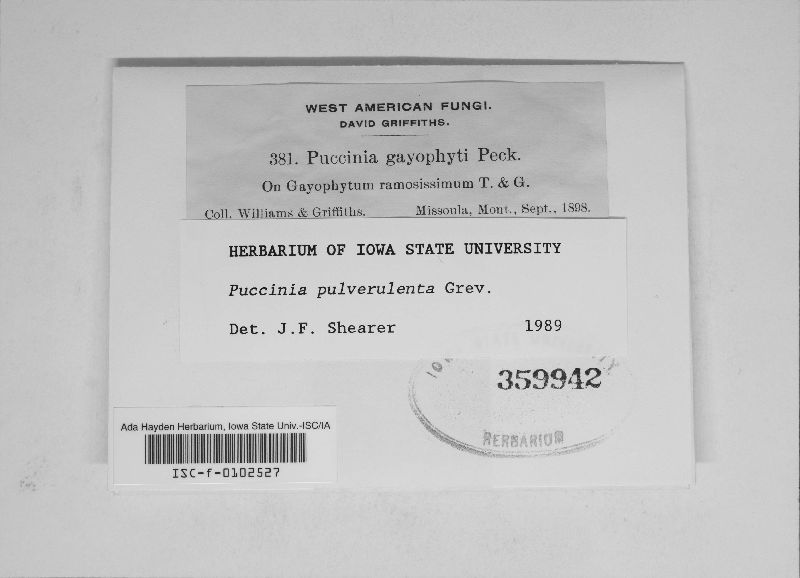 WEST AMERICAN FUNGI.
DAVID GRIFFITHS.
381. Puccinia gayophyti Peck.
On Gayophytum ramosissimum T. & G.
Coll. Williams & Griffiths. Missoula, Mont., Sept., 1898.
HERBARIUM OF IOWA STATE UNIVERSITY
Puccinia pulverulenta Grev.
Det. J.F. Shearer 1989
359942
HERBARIUM
Ada Hayden Herbarium, Iowa State Univ.-ISC/IA
ISC-f-0102527